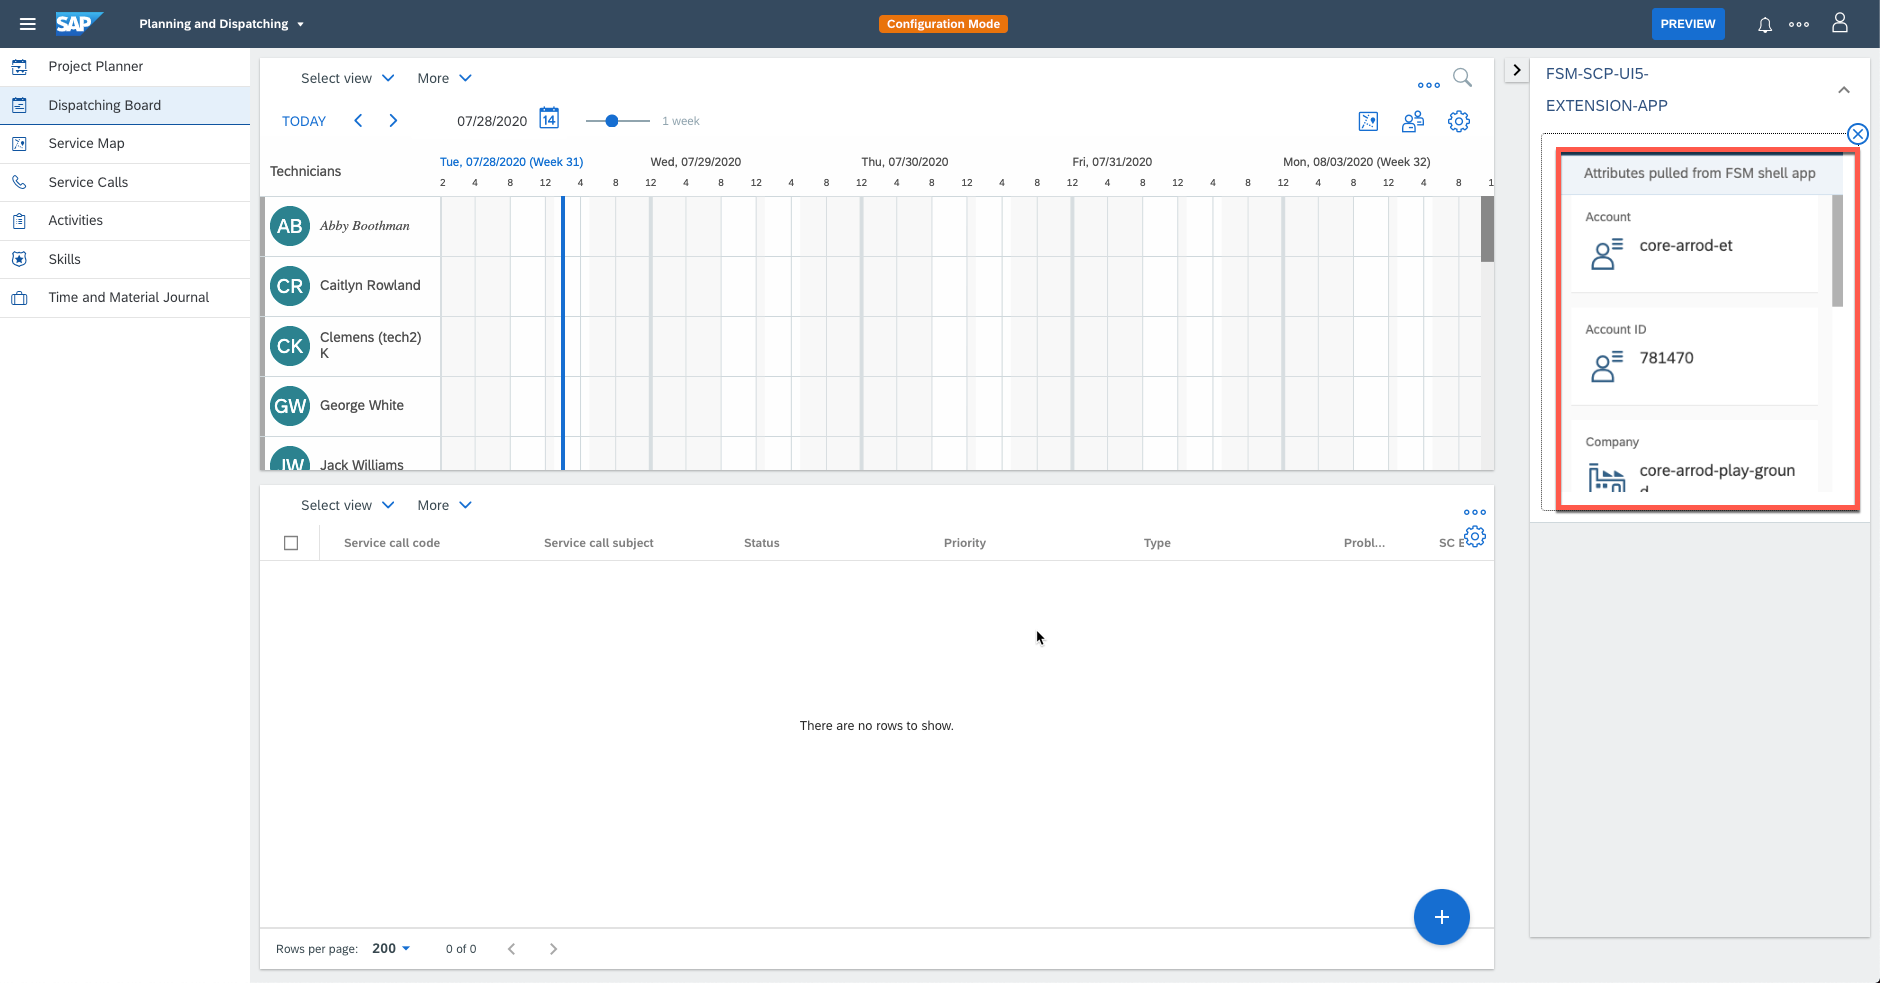 SAP
Planning and Dispatching
Configuration Mode
PREVIEW
Project Planner
Dispatching Board
Service Map
Service Calls
Activities
Skills
Time and Material Journal
Select view
More
TODAY
07/28/2020
14
1 week
Technicians
Tue, 07/28/2020 (Week 31)
Wed, 07/29/2020
Thu, 07/30/2020
Fri, 07/31/2020
Mon, 08/03/2020 (Week 32)
2 4 8 12 4 8 12 4 8 12 4 8 12 4 8 12 4 8 12 4 8 12 4 8 12 4 8 12 4 8 1
AB Abby Boothman
CR Caitlyn Rowland
CK Clemens (tech2)
K
GW George White
JW Jack Williams
Select view
More
Service call code
Service call subject
Status
Priority
Type
Probl...
SC E
There are no rows to show.
Rows per page: 200
0 of 0
FSM-SCP-UI5-
EXTENSION-APP
Attributes pulled from FSM shell app
Account
core-arrod-et
Account ID
781470
Company
core-arrod-play-groun
d